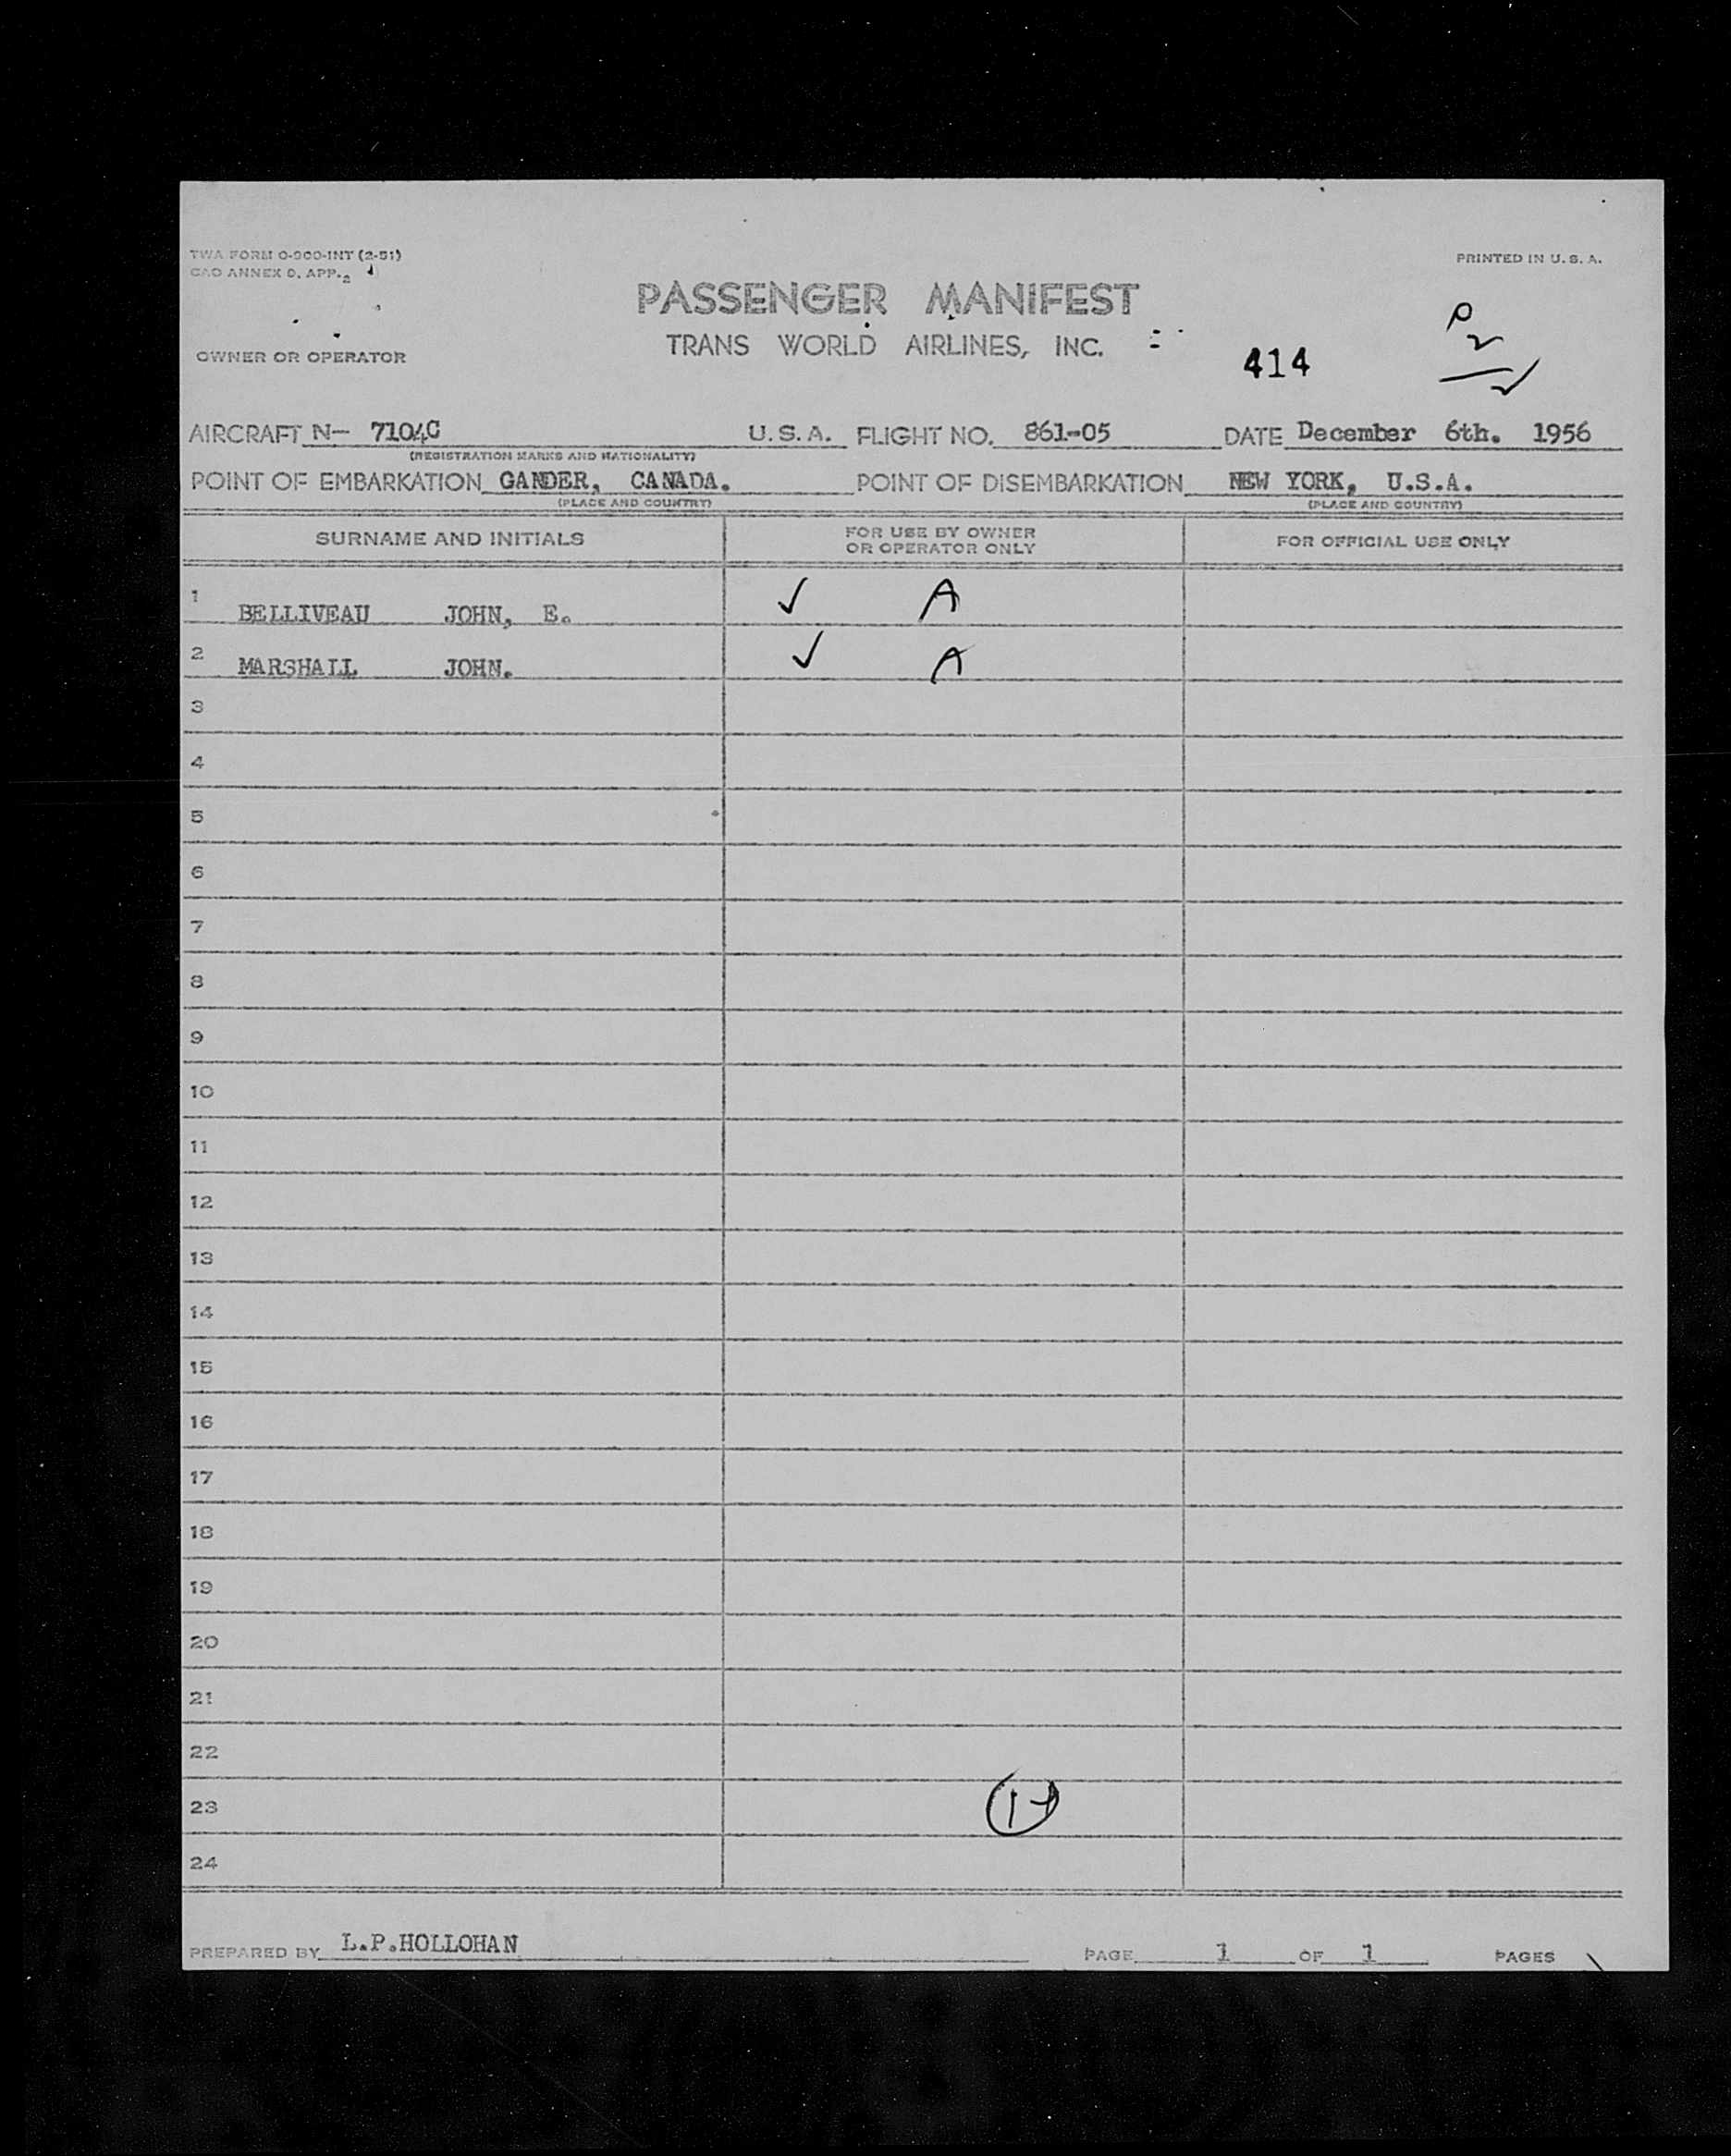 TWA FORM O-900-INT (2-51)
CAO ANNEX 9, APP. 2
PRINTED IN U. S. A.
PASSENGER MANIFEST
TRANS WORLD AIRLINES, INC.
OWNER OR OPERATOR
414
P
2
AIRCRAFT N- 7104C U. S. A. FLIGHT NO. 861-05 DATE December 6th. 1956
(REGISTRATION MARKS AND NATIONALITY)
POINT OF EMBARKATION GANDER, CANADA. POINT OF DISEMBARKATION NEW YORK, U.S.A.
(PLACE AND COUNTRY) (PLACE AND COUNTRY)
SURNAME AND INITIALS FOR USE BY OWNER OR OPERATOR ONLY FOR OFFICIAL USE ONLY
1 BELLIVEAU JOHN, E. ✓ A
2 MARSHALL JOHN. ✓ A
3
4
5
6
7
8
9
10
11
12
13
14
15
16
17
18
19
20
21
22
23
24
PREPARED BY L.P.HOLLOHAN PAGE 1 OF 1 PAGES